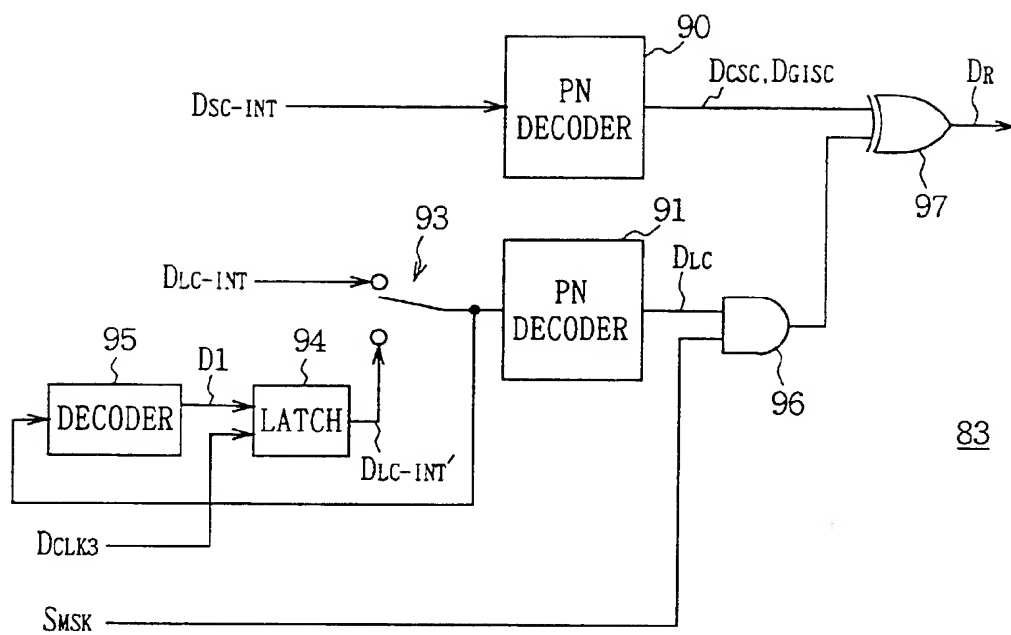 90
DCSC, DGISC
DR
DSC-INT
PN
DECODER
97
91
93
DLC-INT
DLC
PN
DECODER
95
94
D1
DECODER
LATCH
96
DLC-INT′
83
DCLK3
SMSK